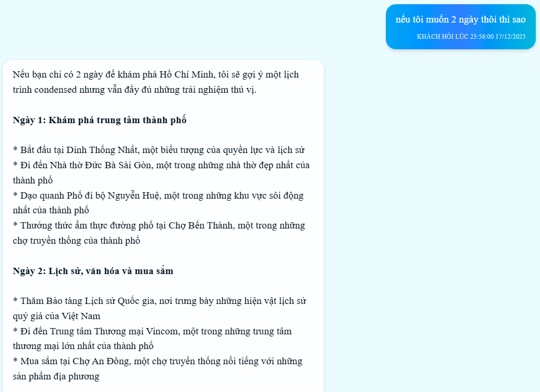 nếu tôi muốn 2 ngày thôi thì sao
KHÁCH HỎI LÚC 23:56:00 17/12/2025
Nếu bạn chỉ có 2 ngày để khám phá Hồ Chí Minh, tôi sẽ gợi ý một lịch
trình condensed nhưng vẫn đầy đủ những trải nghiệm thú vị.
Ngày 1: Khám phá trung tâm thành phố
* Bắt đầu tại Dinh Thống Nhất, một biểu tượng của quyền lực và lịch sử
* Đi đến Nhà thờ Đức Bà Sài Gòn, một trong những nhà thờ đẹp nhất của
thành phố
* Dạo quanh Phố đi bộ Nguyễn Huệ, một trong những khu vực sôi động
nhất của thành phố
* Thưởng thức ẩm thực đường phố tại Chợ Bến Thành, một trong những
chợ truyền thống của thành phố
Ngày 2: Lịch sử, văn hóa và mua sắm
* Thăm Bảo tàng Lịch sử Quốc gia, nơi trưng bày những hiện vật lịch sử
quý giá của Việt Nam
* Đi đến Trung tâm Thương mại Vincom, một trong những trung tâm
thương mại lớn nhất của thành phố
* Mua sắm tại Chợ An Đông, một chợ truyền thống nổi tiếng với những
sản phẩm địa phương